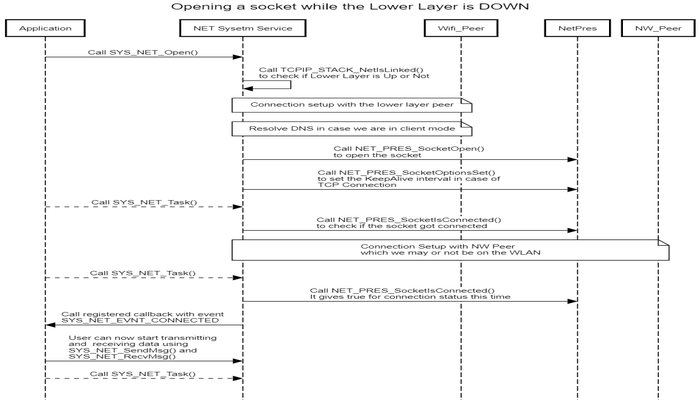 Opening a socket while the Lower Layer is DOWN
Application
NET Sysetm Service
Wifi_Peer
NetPres
NW_Peer
Call SYS_NET_Open()
Call TCPIP_STACK_NetIsLinked()
to check if Lower Layer is Up or Not
Connection setup with the lower layer peer
Resolve DNS in case we are in client mode
Call NET_PRES_SocketOpen()
to open the socket
Call NET_PRES_SocketOptionsSet()
to set the KeepAlive interval in case of
TCP Connection
Call SYS_NET_Task()
Call NET_PRES_SocketIsConnected()
to check if the socket got connected
Connection Setup with NW Peer
which we may or not be on the WLAN
Call SYS_NET_Task()
Call NET_PRES_SocketIsConnected()
It gives true for connection status this time
Call registered callback with event
SYS_NET_EVNT_CONNECTED
User can now start transmitting
and receiving data using
SYS_NET_SendMsg() and
SYS_NET_RecvMsg()
Call SYS_NET_Task()